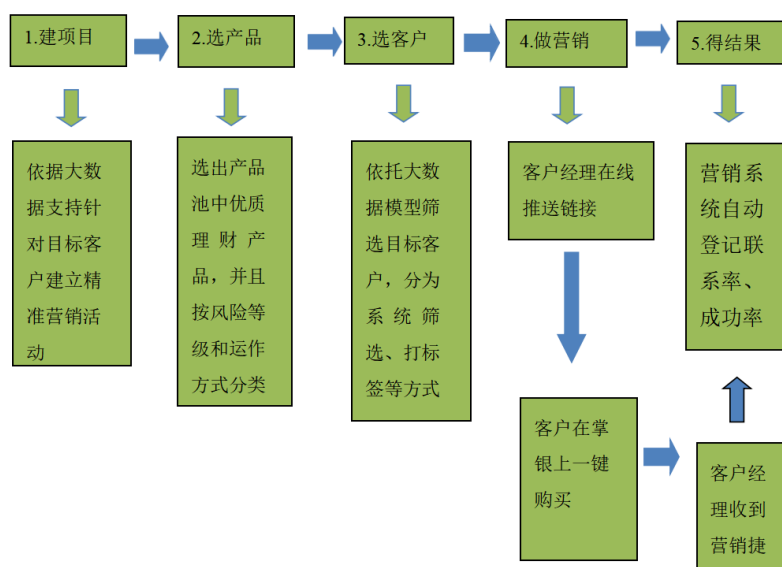 1.建项目
2.选产品
3.选客户
4.做营销
5.得结果
依据大数
据支持针
对目标客
户建立精
准营销活
动
选出产品
池中优质
理财产
品，并且
按风险等
级和运作
方式分类
依托大数
据模型筛
选目标客
户，分为
系统筛
选、打标
签等方式
客户经理在线
推送链接
客户在掌
银上一键
购买
客户经
理收到
营销捷
营销系
统自动
登记联
系率、
成功率